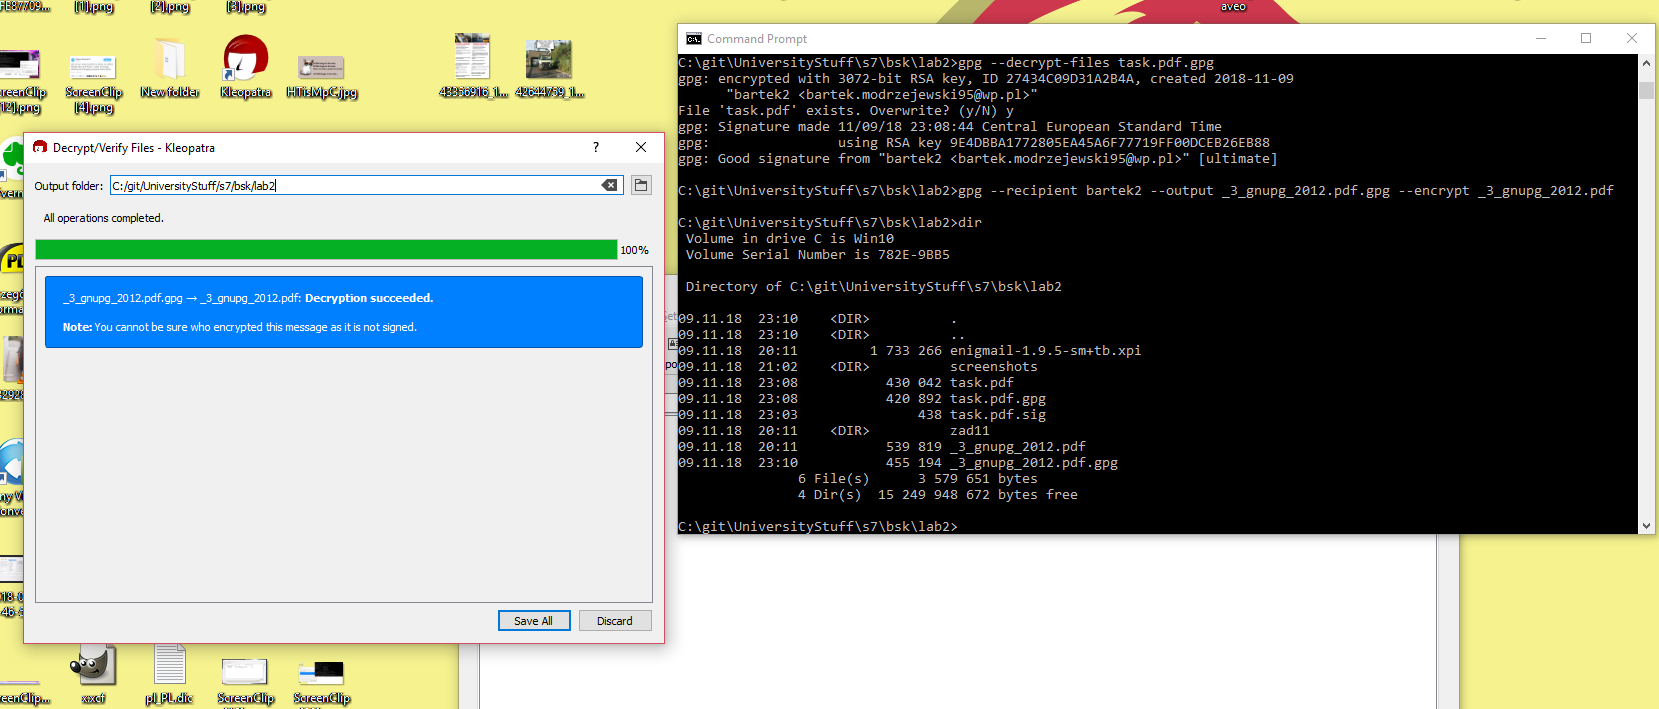 [1].png
[2].png
[3].png
aveo
ScreenClip
[4].png
New folder
Kleopatra
HTisMpC.jpg
43356916_1...
42644759_1...
Decrypt/Verify Files - Kleopatra
?
Output folder: C:/git/UniversityStuff/s7/bsk/lab2
All operations completed.
100%
_3_gnupg_2012.pdf.gpg → _3_gnupg_2012.pdf: Decryption succeeded.
Note: You cannot be sure who encrypted this message as it is not signed.
Save All
Discard
xxcf
pl_PL.dic
ScreenClip
ScreenClip
Command Prompt
C:\git\UniversityStuff\s7\bsk\lab2>gpg --decrypt-files task.pdf.gpg
gpg: encrypted with 3072-bit RSA key, ID 27434C09D31A2B4A, created 2018-11-09
"bartek2 <bartek.modrzejewski95@wp.pl>"
File 'task.pdf' exists. Overwrite? (y/N) y
gpg: Signature made 11/09/18 23:08:44 Central European Standard Time
gpg: using RSA key 9E4DBBA1772805EA45A6F77719FF00DCEB26EB88
gpg: Good signature from "bartek2 <bartek.modrzejewski95@wp.pl>" [ultimate]
C:\git\UniversityStuff\s7\bsk\lab2>gpg --recipient bartek2 --output _3_gnupg_2012.pdf.gpg --encrypt _3_gnupg_2012.pdf
C:\git\UniversityStuff\s7\bsk\lab2>dir
Volume in drive C is Win10
Volume Serial Number is 782E-9BB5
Directory of C:\git\UniversityStuff\s7\bsk\lab2
09.11.18 23:10 <DIR> .
09.11.18 23:10 <DIR> ..
09.11.18 20:11 1 733 266 enigmail-1.9.5-sm+tb.xpi
09.11.18 21:02 <DIR> screenshots
09.11.18 23:08 430 042 task.pdf
09.11.18 23:08 420 892 task.pdf.gpg
09.11.18 23:03 438 task.pdf.sig
09.11.18 20:11 <DIR> zad11
09.11.18 20:11 539 819 _3_gnupg_2012.pdf
09.11.18 23:10 455 194 _3_gnupg_2012.pdf.gpg
6 File(s) 3 579 651 bytes
4 Dir(s) 15 249 948 672 bytes free
C:\git\UniversityStuff\s7\bsk\lab2>